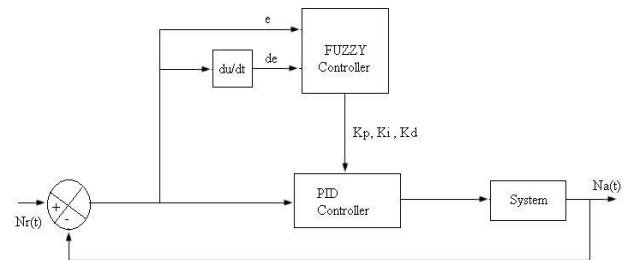 e
FUZZY
Controller
du/dt
de
Kp, Ki , Kd
Na(t)
+
-
Nr(t)
PID
Controller
System